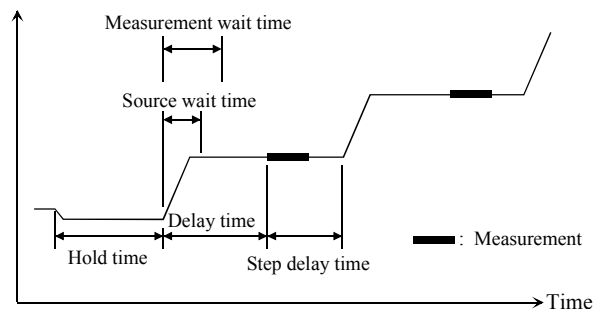 Measurement wait time
Source wait time
Delay time
Hold time
Step delay time
: Measurement
Time